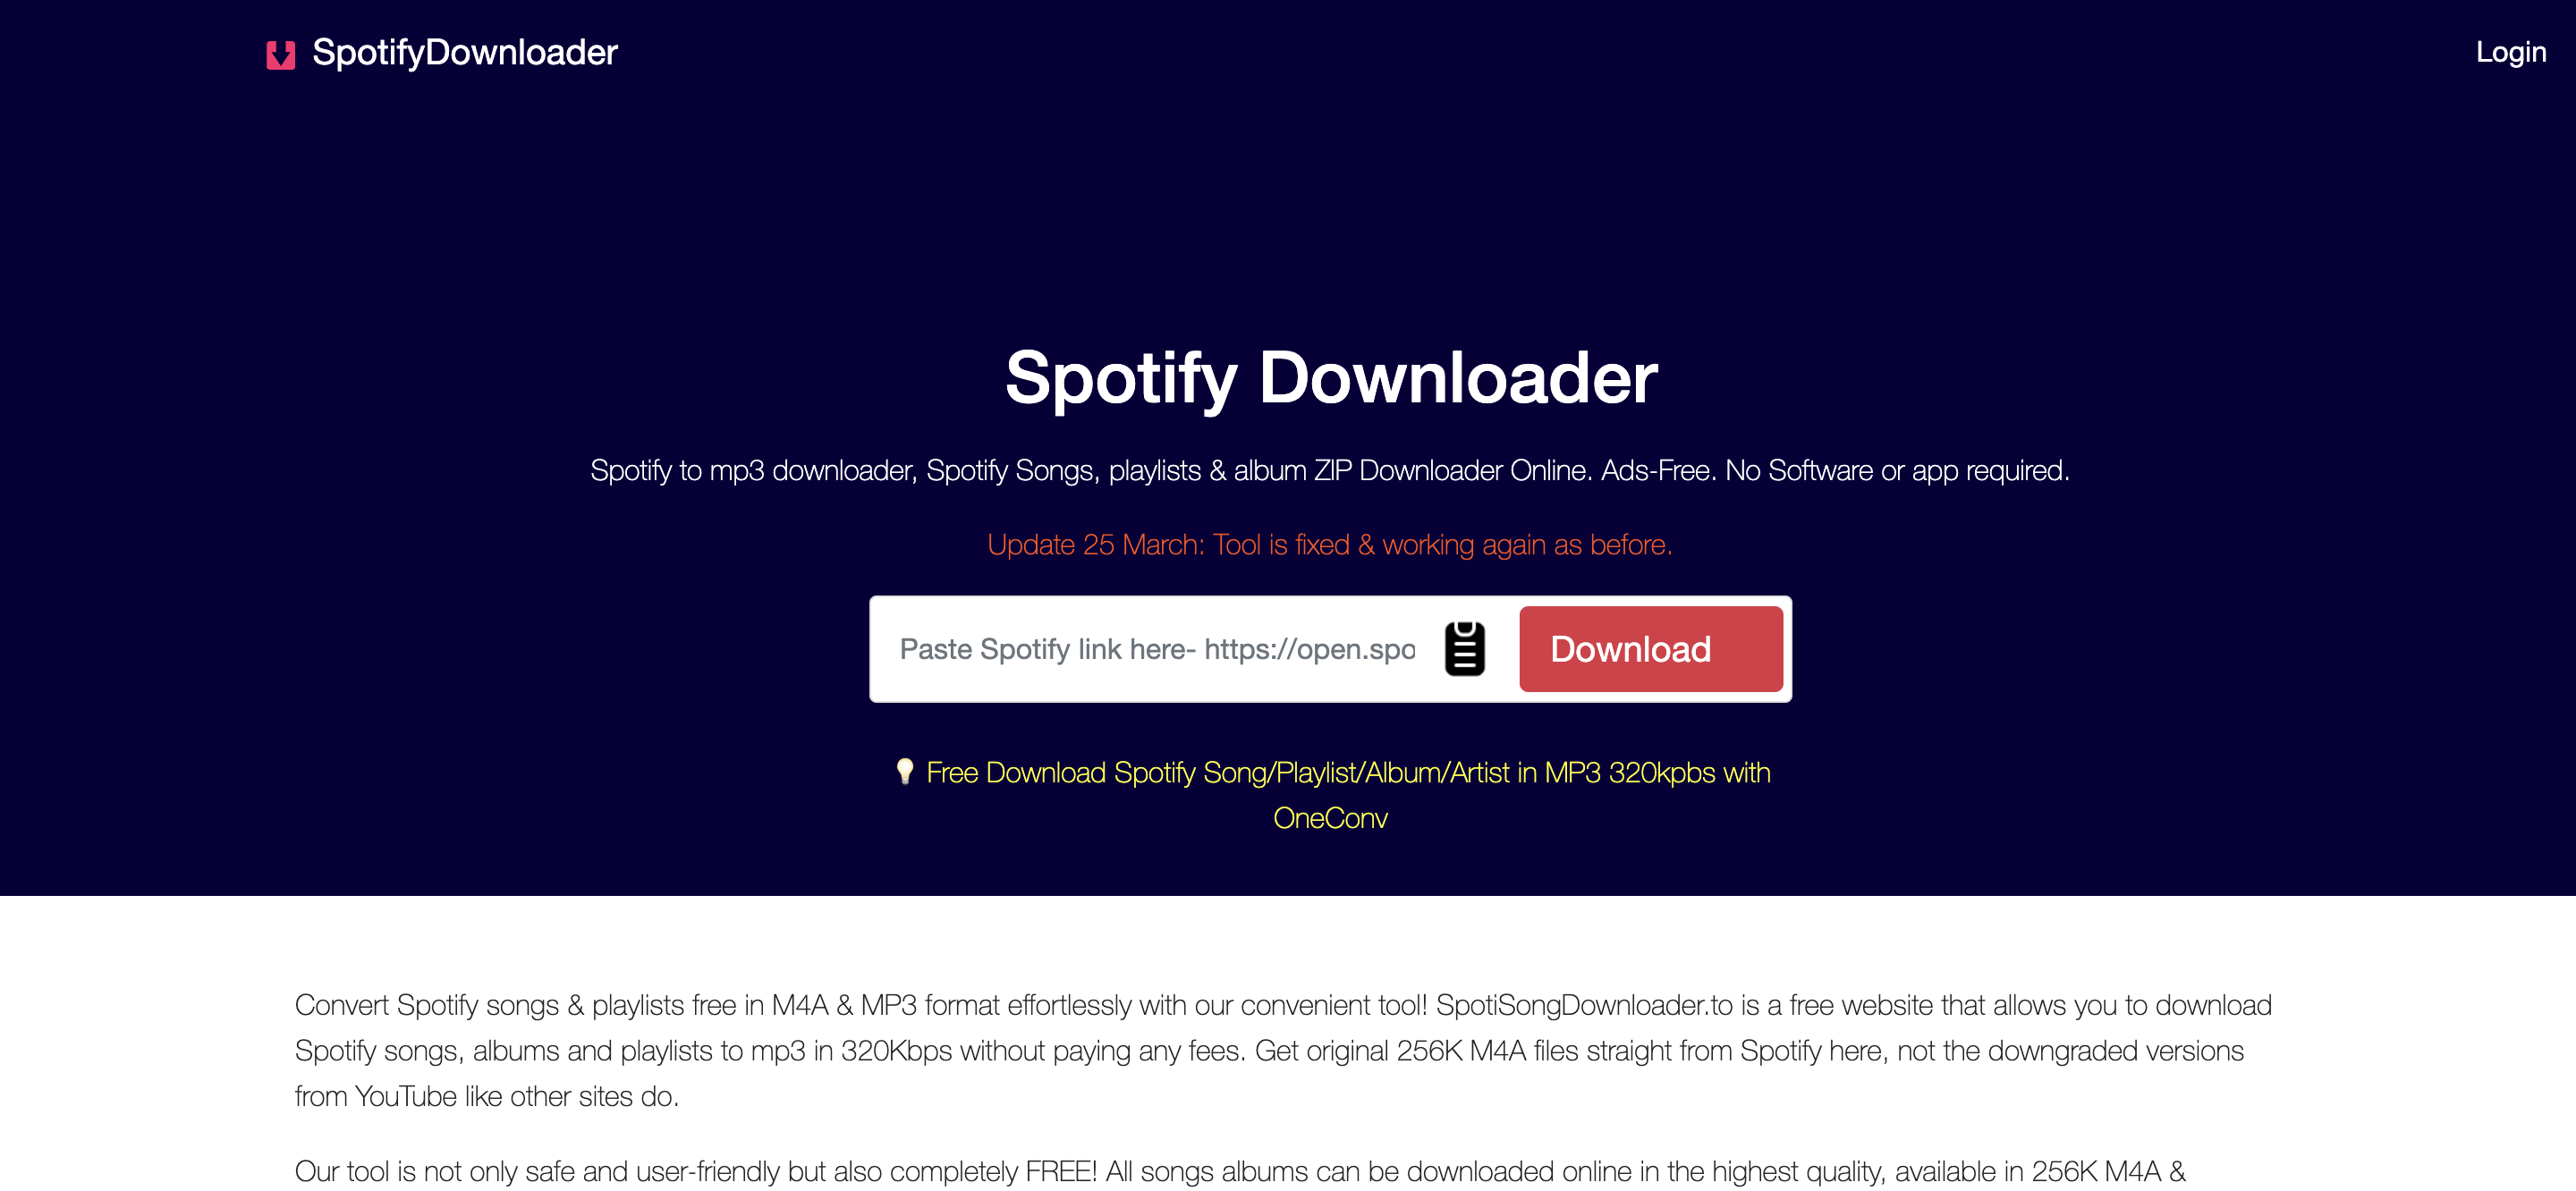 SpotifyDownloader
Login
Spotify Downloader
Spotify to mp3 downloader, Spotify Songs, playlists & album ZIP Downloader Online. Ads-Free. No Software or app required.
Update 25 March: Tool is fixed & working again as before.
Paste Spotify link here- https://open.spo
Download
Free Download Spotify Song/Playlist/Album/Artist in MP3 320kpbs with
OneConv
Convert Spotify songs & playlists free in M4A & MP3 format effortlessly with our convenient tool! SpotiSongDownloader.to is a free website that allows you to download
Spotify songs, albums and playlists to mp3 in 320Kbps without paying any fees. Get original 256K M4A files straight from Spotify here, not the downgraded versions
from YouTube like other sites do.
Our tool is not only safe and user-friendly but also completely FREE! All songs albums can be downloaded online in the highest quality, available in 256K M4A &